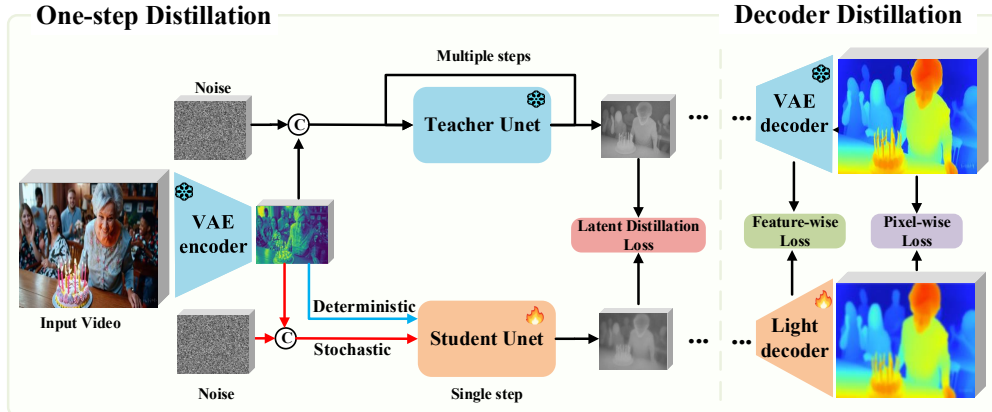 One-step Distillation
Decoder Distillation
Multiple steps
Noise
C
Teacher Unet
VAE
decoder
VAE
encoder
Latent Distillation
Loss
Feature-wise
Loss
Pixel-wise
Loss
Input Video
Deterministic
C
Stochastic
Student Unet
Light
decoder
Noise
Single step